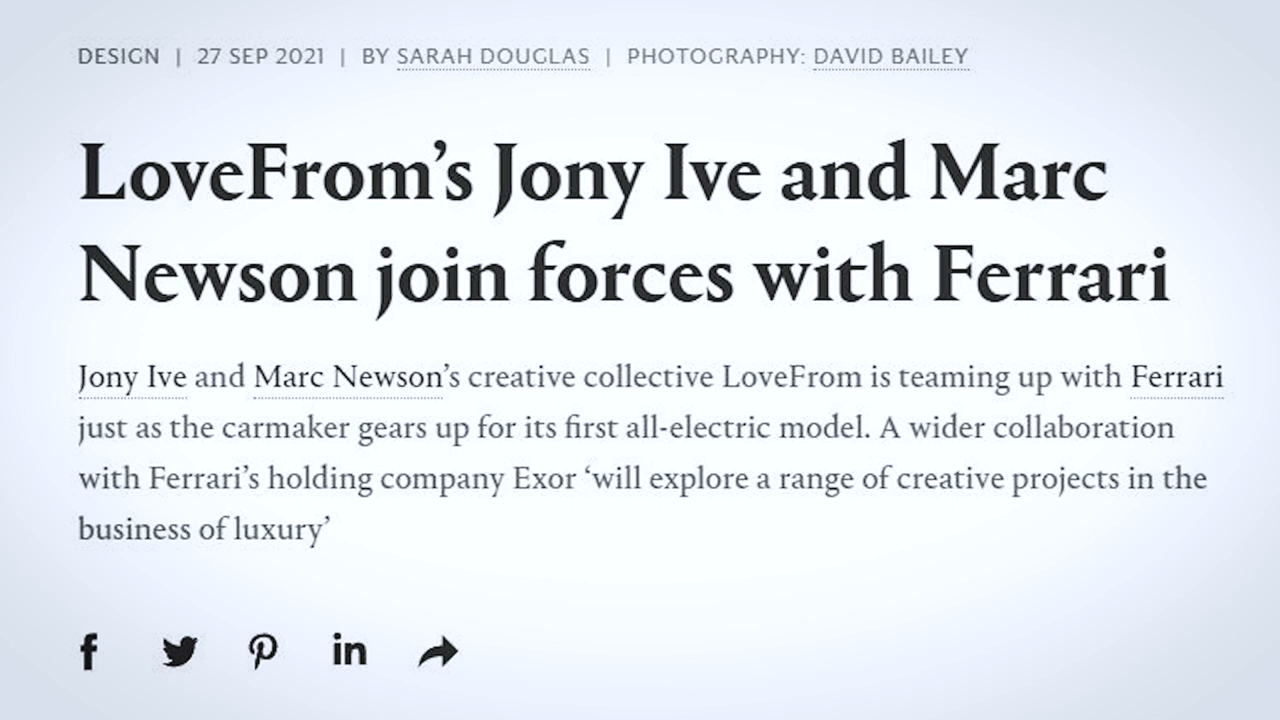 DESIGN | 27 SEP 2021 | BY SARAH DOUGLAS | PHOTOGRAPHY: DAVID BAILEY
LoveFrom’s Jony Ive and Marc
Newson join forces with Ferrari
Jony Ive and Marc Newson’s creative collective LoveFrom is teaming up with Ferrari
just as the carmaker gears up for its first all-electric model. A wider collaboration
with Ferrari’s holding company Exor ‘will explore a range of creative projects in the
business of luxury’